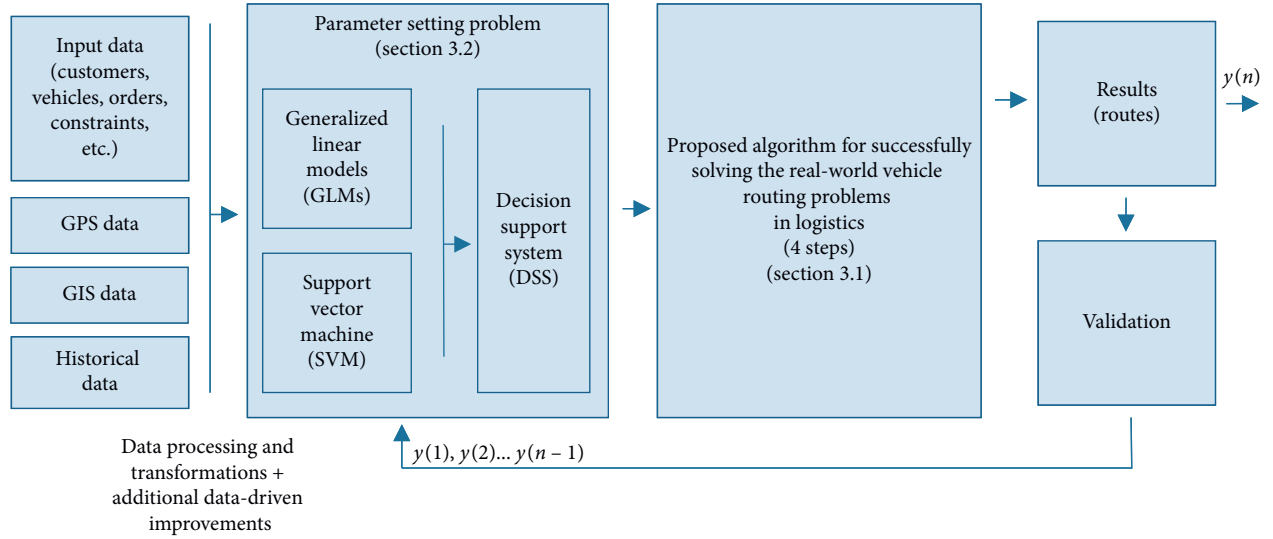 Input data
(customers,
vehicles, orders,
constraints,
etc.)
GPS data
GIS data
Historical
data
Data processing and
transformations +
additional data-driven
improvements
Parameter setting problem
(section 3.2)
Generalized
linear
models
(GLMs)
Support
vector
machine
(SVM)
Decision
support
system
(DSS)
Proposed algorithm for successfully
solving the real-world vehicle
routing problems
in logistics
(4 steps)
(section 3.1)
Results
(routes)
y(n)
Validation
y(1), y(2)... y(n – 1)